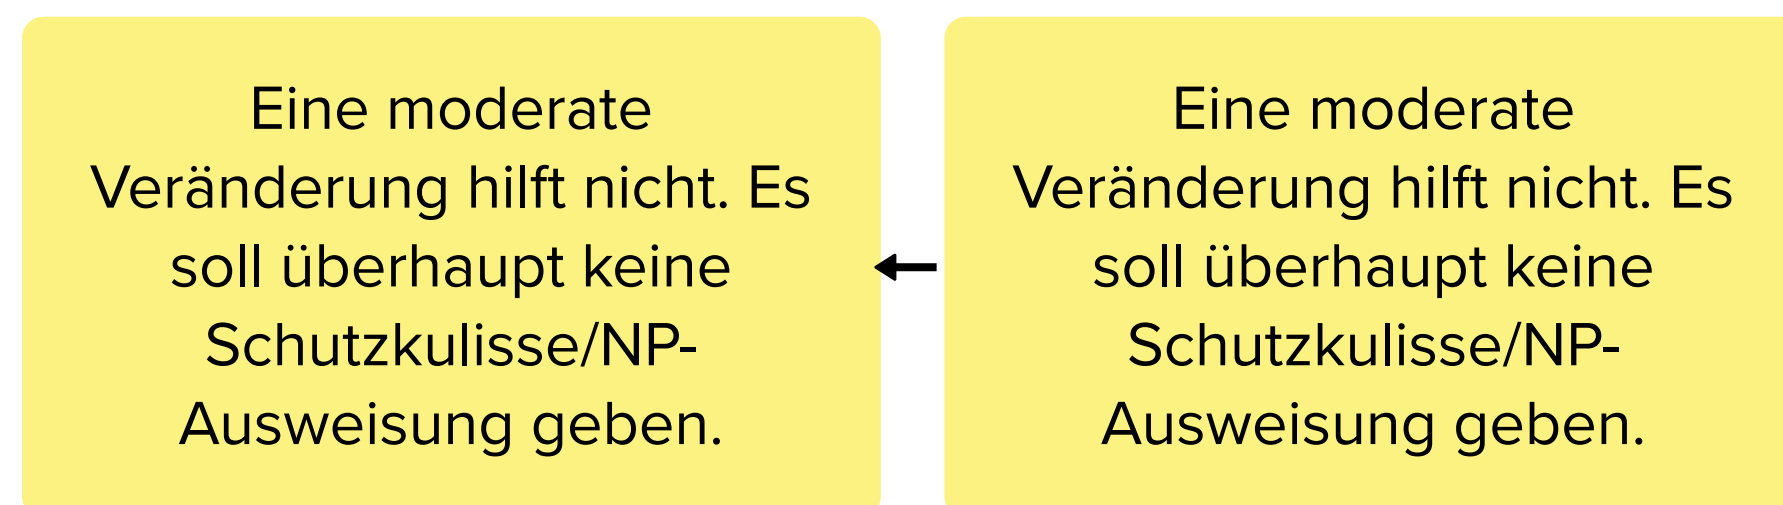 Eine moderate
Veränderung hilft nicht. Es
soll überhaupt keine
Schutzkulisse/NP-
Ausweisung geben.
Eine moderate
Veränderung hilft nicht. Es
soll überhaupt keine
Schutzkulisse/NP-
Ausweisung geben.